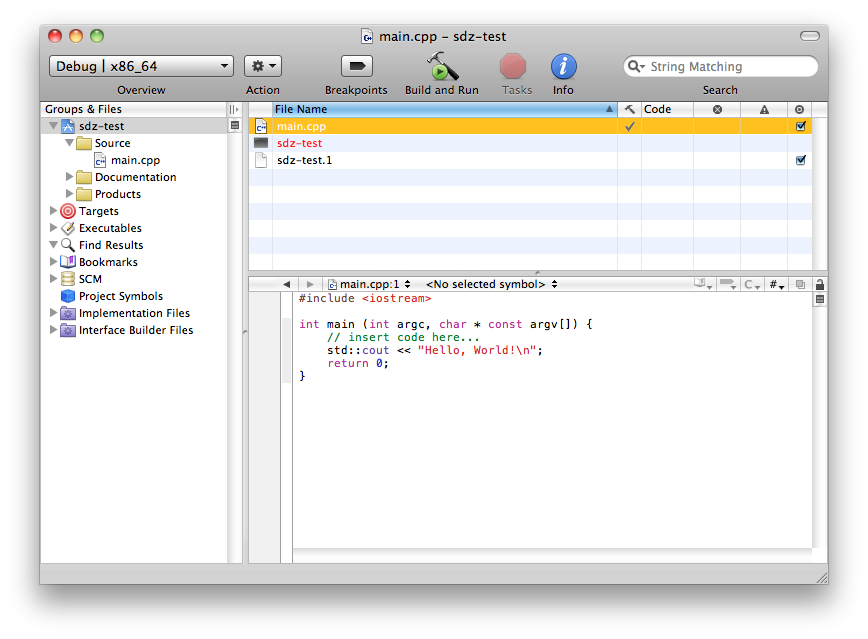 main.cpp – sdz-test
Debug | x86_64
String Matching
Overview
Action
Breakpoints
Build and Run
Tasks
Info
Search
Groups & Files
sdz-test
Source
main.cpp
Documentation
Products
Targets
Executables
Find Results
Bookmarks
SCM
Project Symbols
Implementation Files
Interface Builder Files
File Name
Code
main.cpp
sdz-test
sdz-test.1
main.cpp:1
<No selected symbol>
C
#
#include <iostream>
int main (int argc, char * const argv[]) {
// insert code here...
std::cout << "Hello, World!\n";
return 0;
}